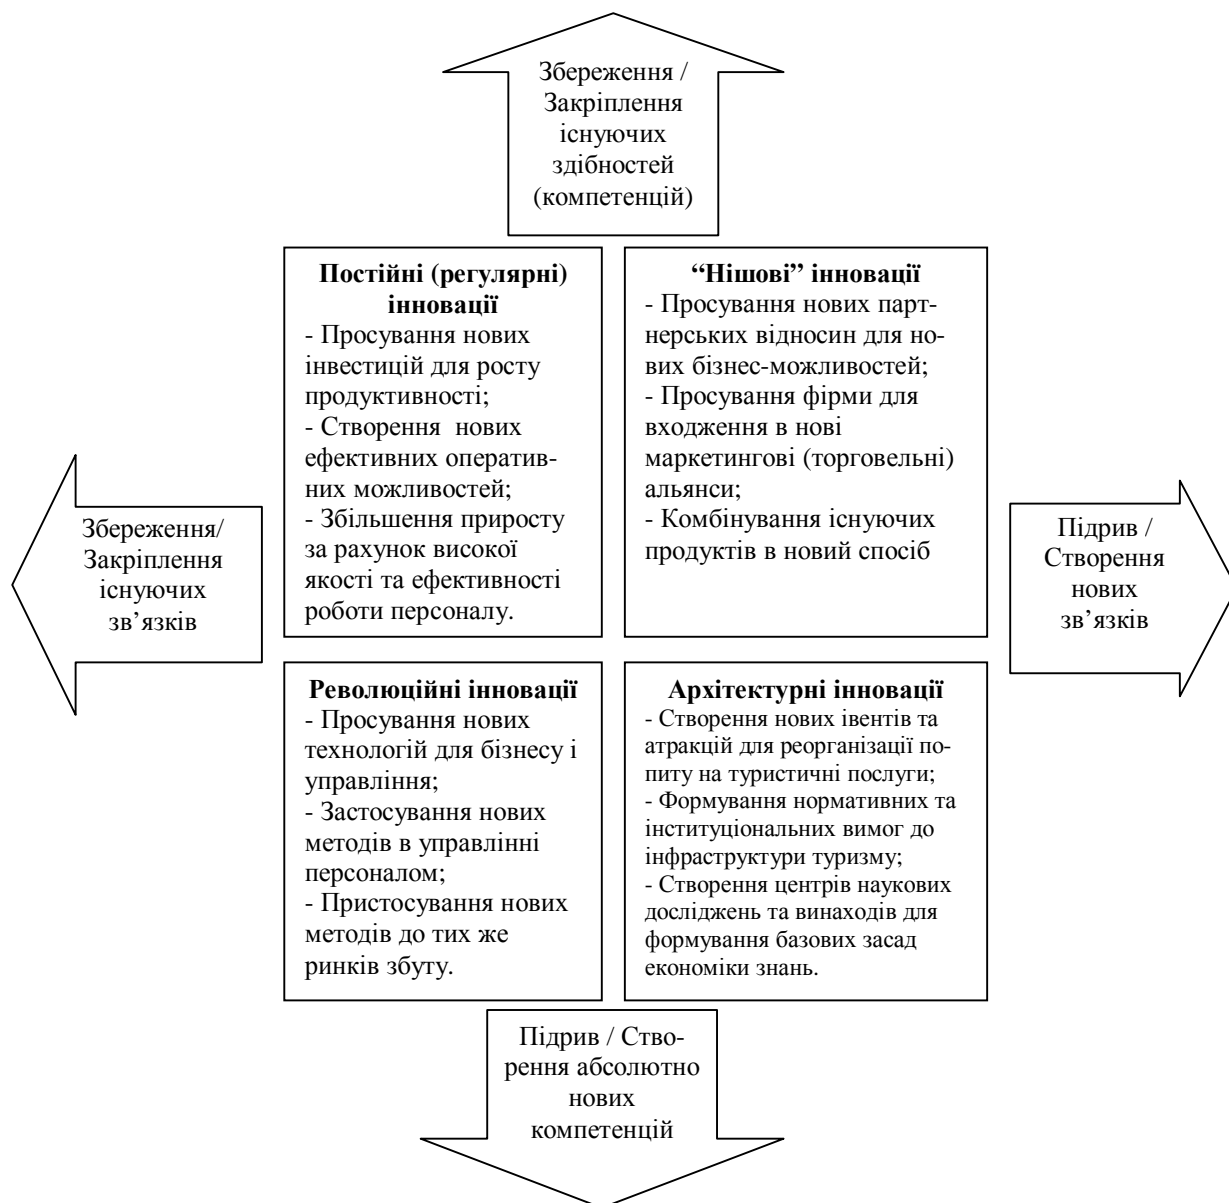 Збереження /
Закріплення
існуючих
здібностей
(компетенцій)
Постійні (регулярні)
інновації
- Просування нових
інвестицій для росту
продуктивності;
- Створення  нових
ефективних оператив-
них можливостей;
- Збільшення приросту
за рахунок високої
якості та ефективності
роботи персоналу.
“Нішові” інновації
- Просування нових парт-
нерських відносин для но-
вих бізнес-можливостей;
- Просування фірми для
входження в нові
маркетингові (торговельні)
альянси;
- Комбінування існуючих
продуктів в новий спосіб
Збереження/
Закріплення
існуючих
зв’язків
Підрив /
Створення
нових
зв’язків
Революційні інновації
- Просування нових
технологій для бізнесу і
управління;
- Застосування нових
методів в управлінні
персоналом;
- Пристосування нових
методів до тих же
ринків збуту.
Архітектурні інновації
- Створення нових івентів та
атракцій для реорганізації по-
питу на туристичні послуги;
- Формування нормативних та
інституціональних вимог до
інфраструктури туризму;
- Створення центрів наукових
досліджень та винаходів для
формування базових засад
економіки знань.
Підрив / Ство-
рення абсолютно
нових
компетенцій